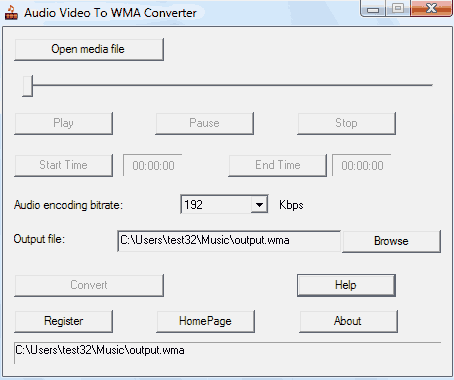 Audio Video To WMA Converter
Open media file
Play Pause Stop
Start Time 00:00:00 End Time 00:00:00
Audio encoding bitrate: 192 Kbps
Output file: C:\Users\test32\Music\output.wma Browse
Convert Help
Register HomePage About
C:\Users\test32\Music\output.wma